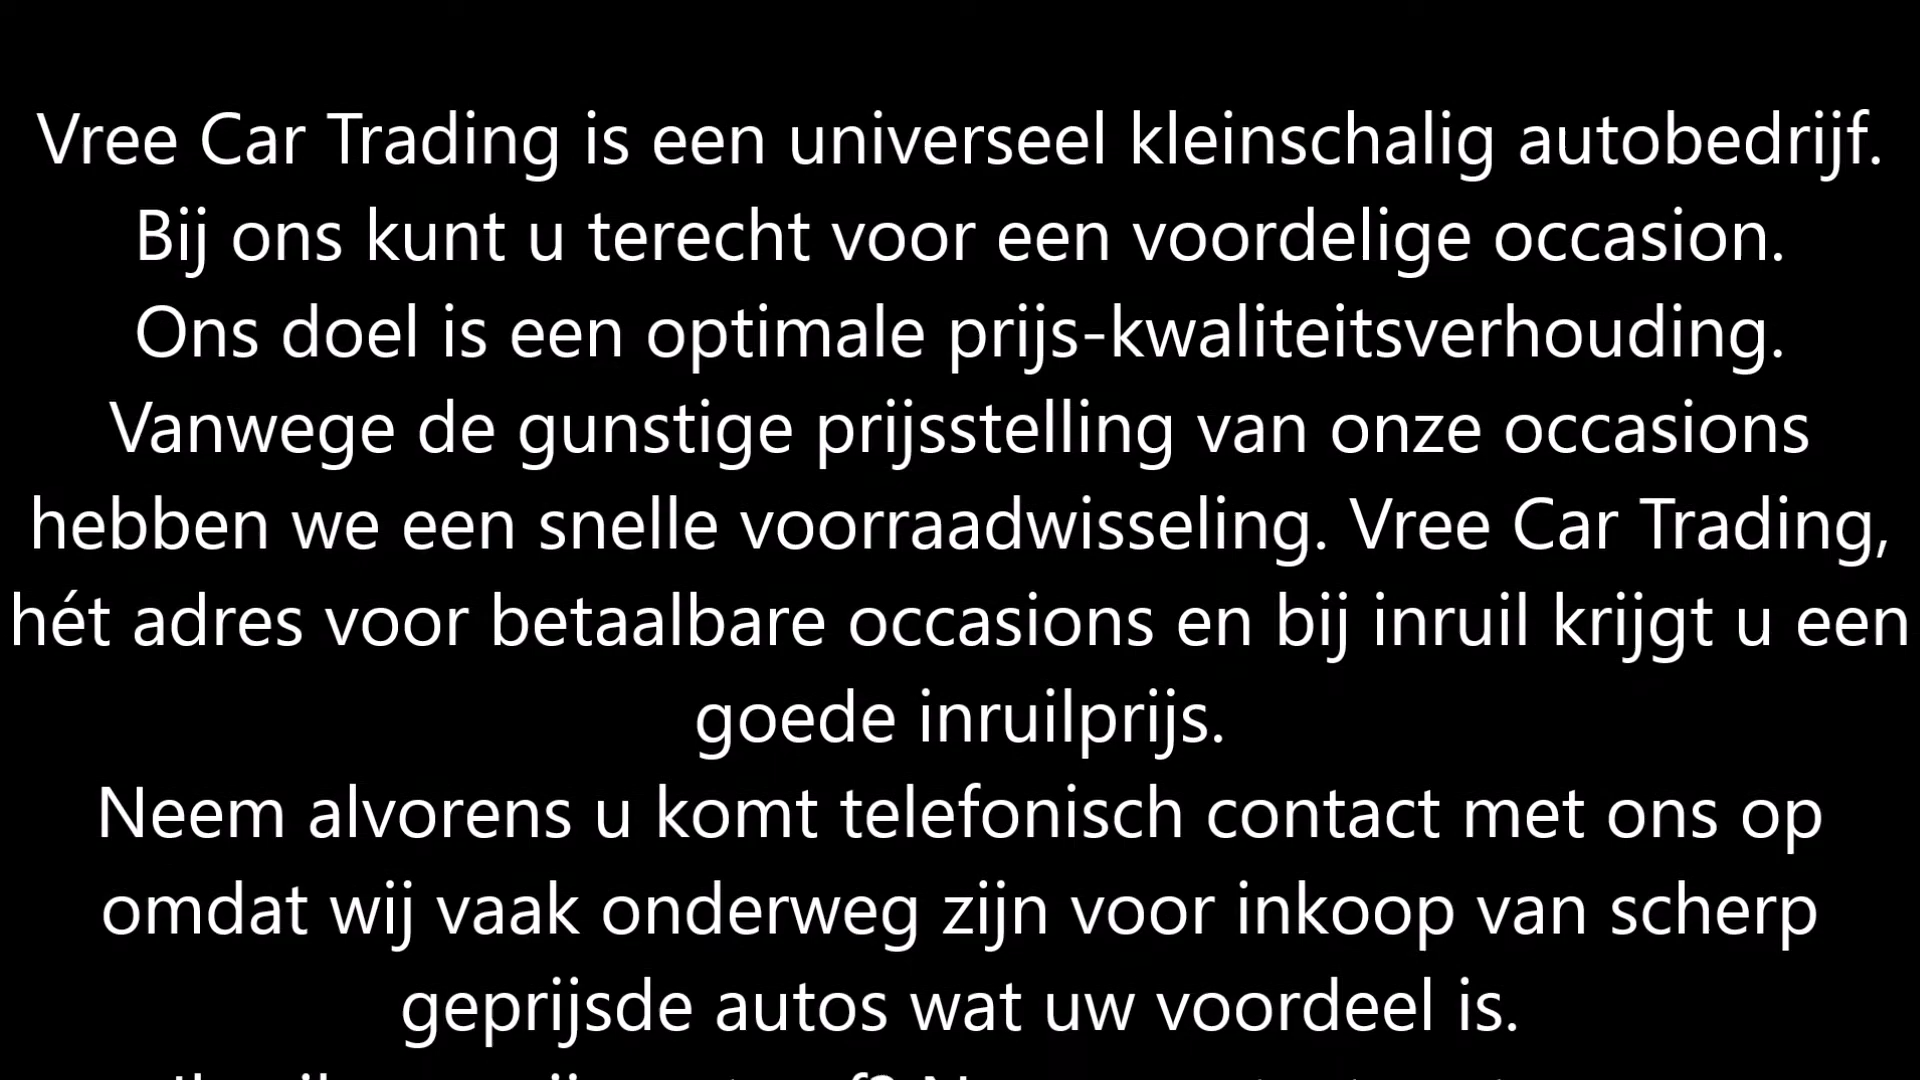 Vree Car Trading is een universeel kleinschalig autobedrijf.
Bij ons kunt u terecht voor een voordelige occasion.
Ons doel is een optimale prijs-kwaliteitsverhouding.
Vanwege de gunstige prijsstelling van onze occasions
hebben we een snelle voorraadwisseling. Vree Car Trading,
hét adres voor betaalbare occasions en bij inruil krijgt u een
goede inruilprijs.
Neem alvorens u komt telefonisch contact met ons op
omdat wij vaak onderweg zijn voor inkoop van scherp
geprijsde autos wat uw voordeel is.